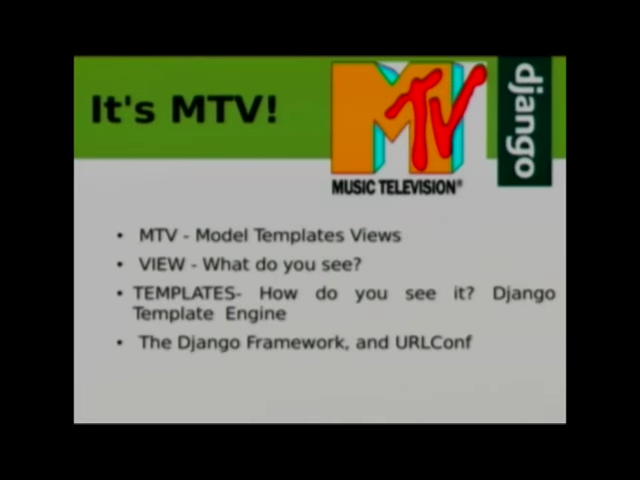 It's MTV!
MTV
MUSIC TELEVISION®
django
• MTV - Model Templates Views
• VIEW - What do you see?
• TEMPLATES- How do you see it? Django
Template Engine
• The Django Framework, and URLConf